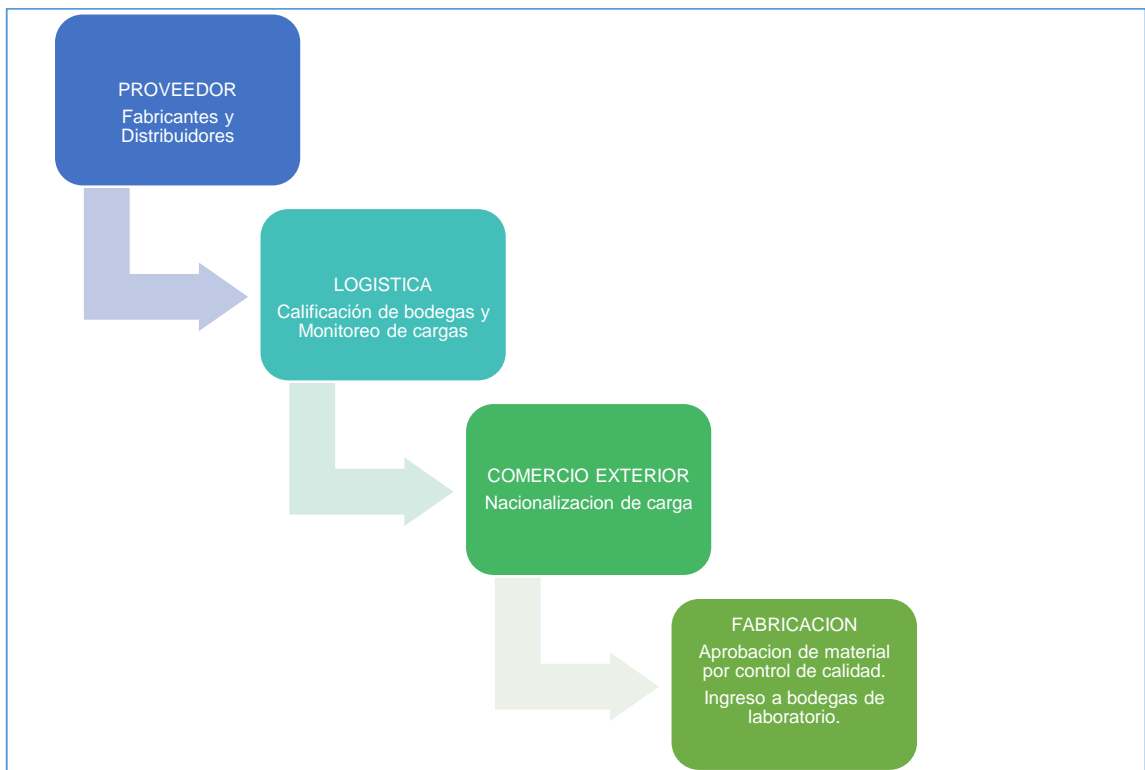 PROVEEDOR
Fabricantes y
Distribuidores
LOGISTICA
Calificación de bodegas y
Monitoreo de cargas
COMERCIO EXTERIOR
Nacionalizacion de carga
FABRICACION
Aprobacion de material
por control de calidad.
Ingreso a bodegas de
laboratorio.